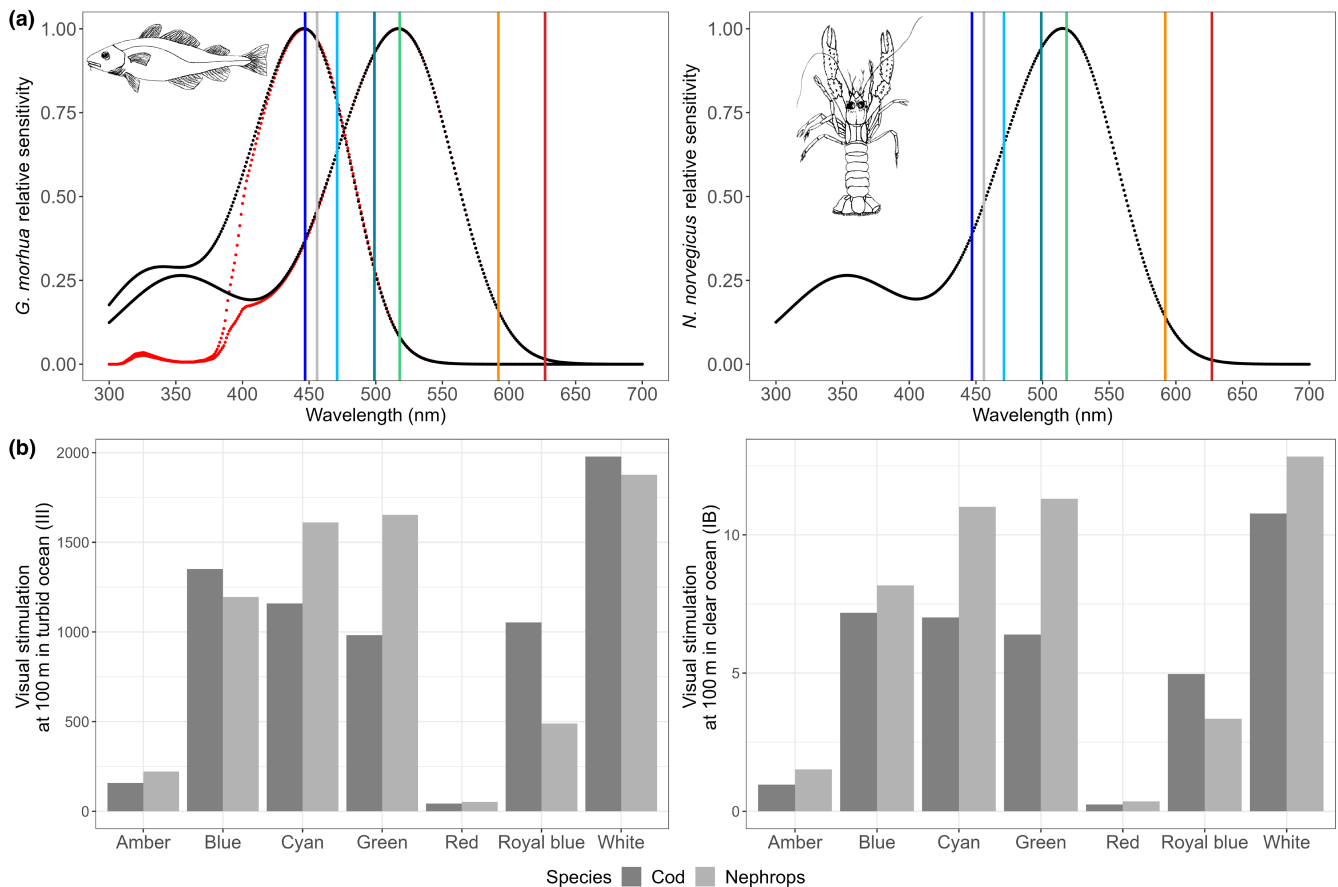 (a)
G. morhua relative sensitivity
1.00
0.75
0.50
0.25
0.00
300 350 400 450 500 550 600 650 700
Wavelength (nm)
N. norvegicus relative sensitivity
1.00
0.75
0.50
0.25
0.00
300 350 400 450 500 550 600 650 700
Wavelength (nm)
(b)
Visual stimulation
at 100 m in turbid ocean (III)
2000
1500
1000
500
0
Amber Blue Cyan Green Red Royal blue White
Visual stimulation
at 100 m in clear ocean (IB)
10
5
0
Amber Blue Cyan Green Red Royal blue White
Species Cod Nephrops